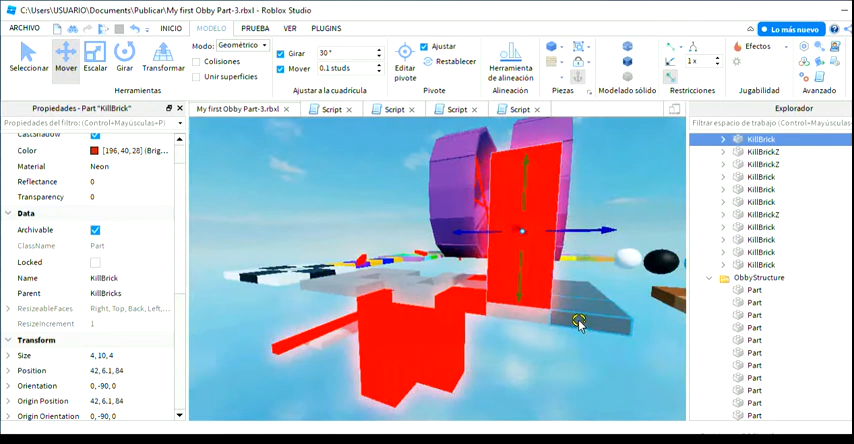 C:\Users\USUARIO\Documents\Publicar\My first Obby Part-3.rbxl - Roblox Studio
ARCHIVO INICIO MODELO PRUEBA VER PLUGINS Lo más nuevo
Seleccionar Mover Escalar Girar Transformar
Herramientas
Modo: Geométrico
Colisiones
Unir superficies
Girar 30°
Mover 0.1 studs
Ajustar a la cuadrícula
Editar pivote
Ajustar
Restablecer
Pivote
Herramienta de alineación
Alineación
Piezas
Modelado sólido
1 x
Restricciones
Efectos
Jugabilidad
Avanzado
Propiedades - Part "KillBrick"
Propiedades del filtro: (Control+Mayúsculas+P)
CastShadow
Color [196, 40, 28] (Brig...
Material Neon
Reflectance 0
Transparency 0
Data
Archivable
ClassName Part
Locked
Name KillBrick
Parent KillBricks
ResizeableFaces Right, Top, Back, Left,...
ResizeIncrement 1
Transform
Size 4, 10, 4
Position 42, 6.1, 84
Orientation 0, -90, 0
Origin Position 42, 6.1, 84
Origin Orientation 0, -90, 0
My first Obby Part-3.rbxl Script Script Script Script
Explorador
Filtrar espacio de trabajo (Control+Mayúsculas+
KillBrick
KillBrickZ
KillBrickZ
KillBrick
KillBrick
KillBrick
KillBrickZ
KillBrick
KillBrick
KillBrick
KillBrick
ObbyStructure
Part
Part
Part
Part
Part
Part
Part
Part
Part
Part
Part